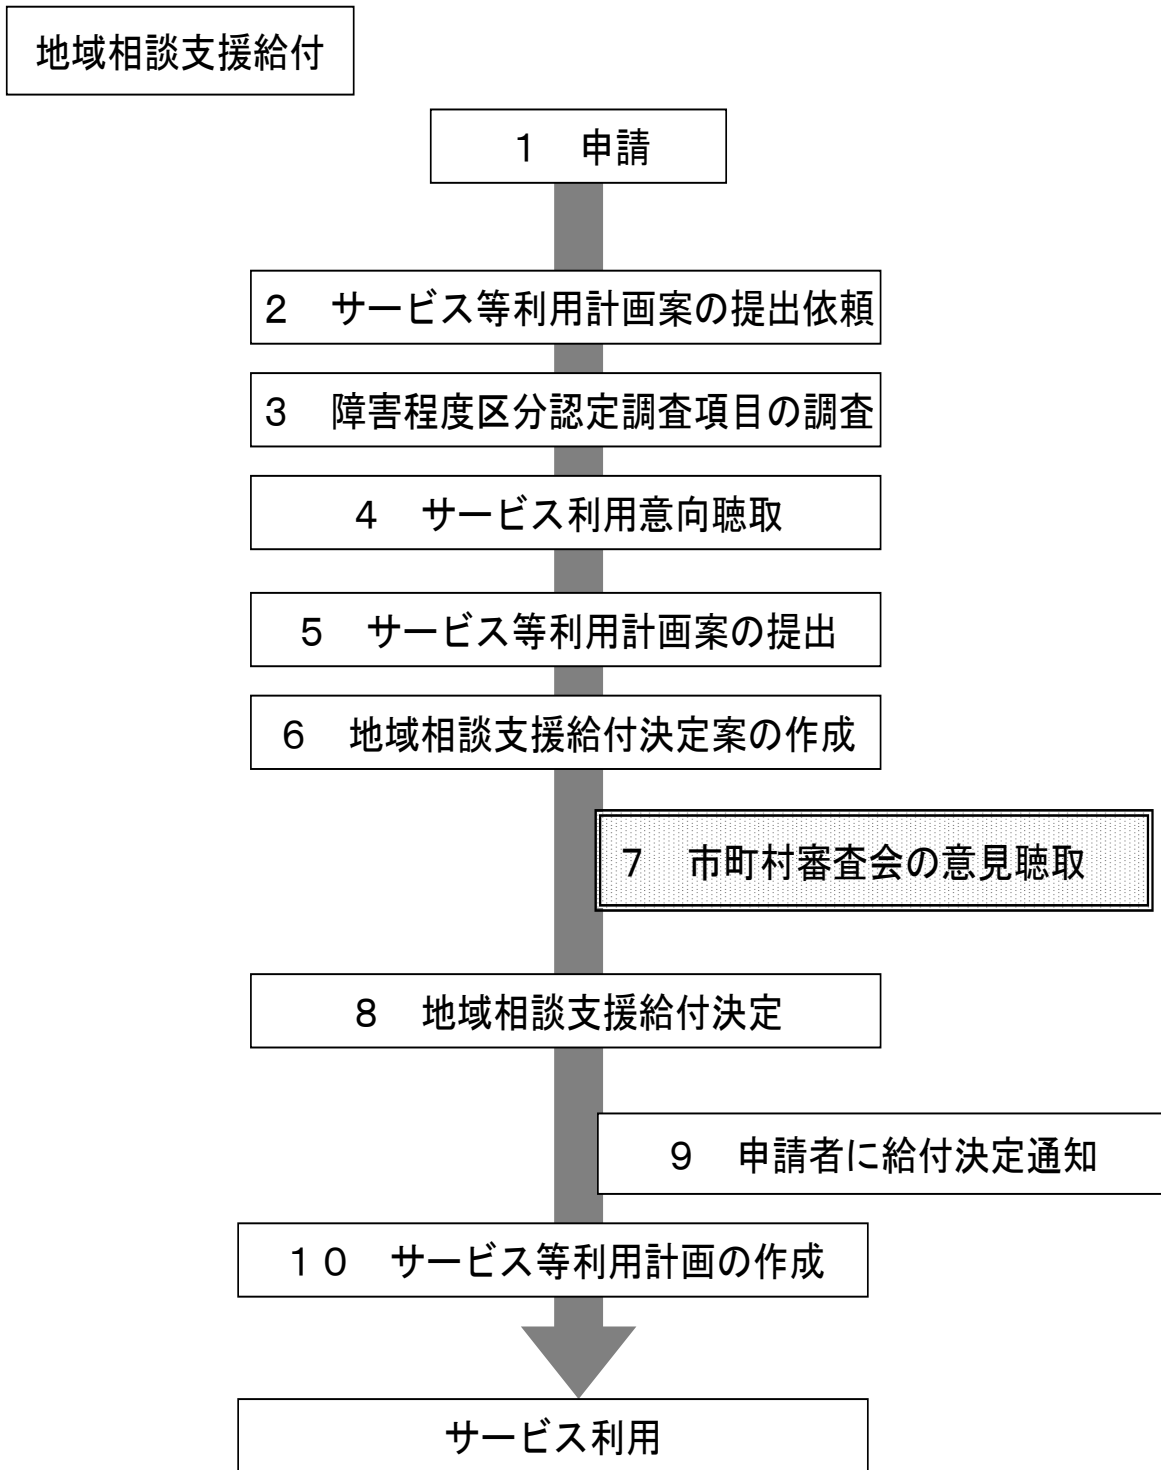 地域相談支援給付
１　申請
２　サービス等利用計画案の提出依頼
３　障害程度区分認定調査項目の調査
４　サービス利用意向聴取
５　サービス等利用計画案の提出
６　地域相談支援給付決定案の作成
７　市町村審査会の意見聴取
８　地域相談支援給付決定
９　申請者に給付決定通知
１０　サービス等利用計画の作成
サービス利用